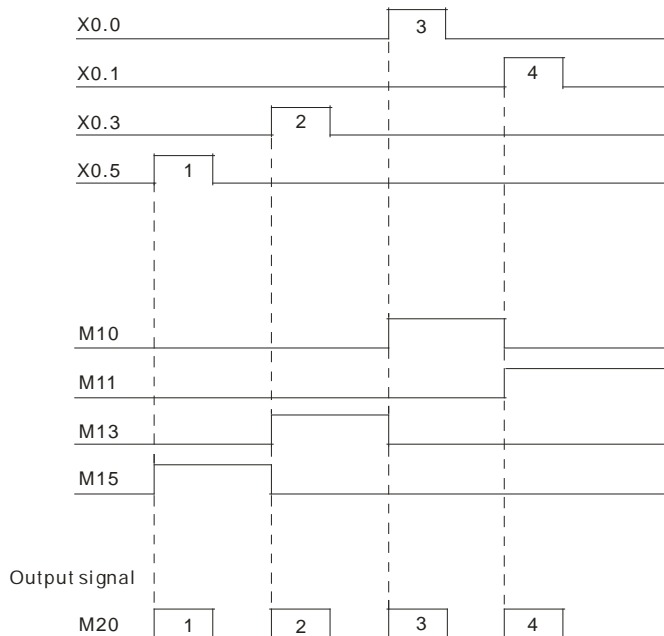 X0.0 3
X0.1 4
X0.3 2
X0.5 1
M10
M11
M13
M15
Output signal
M20 1 2 3 4